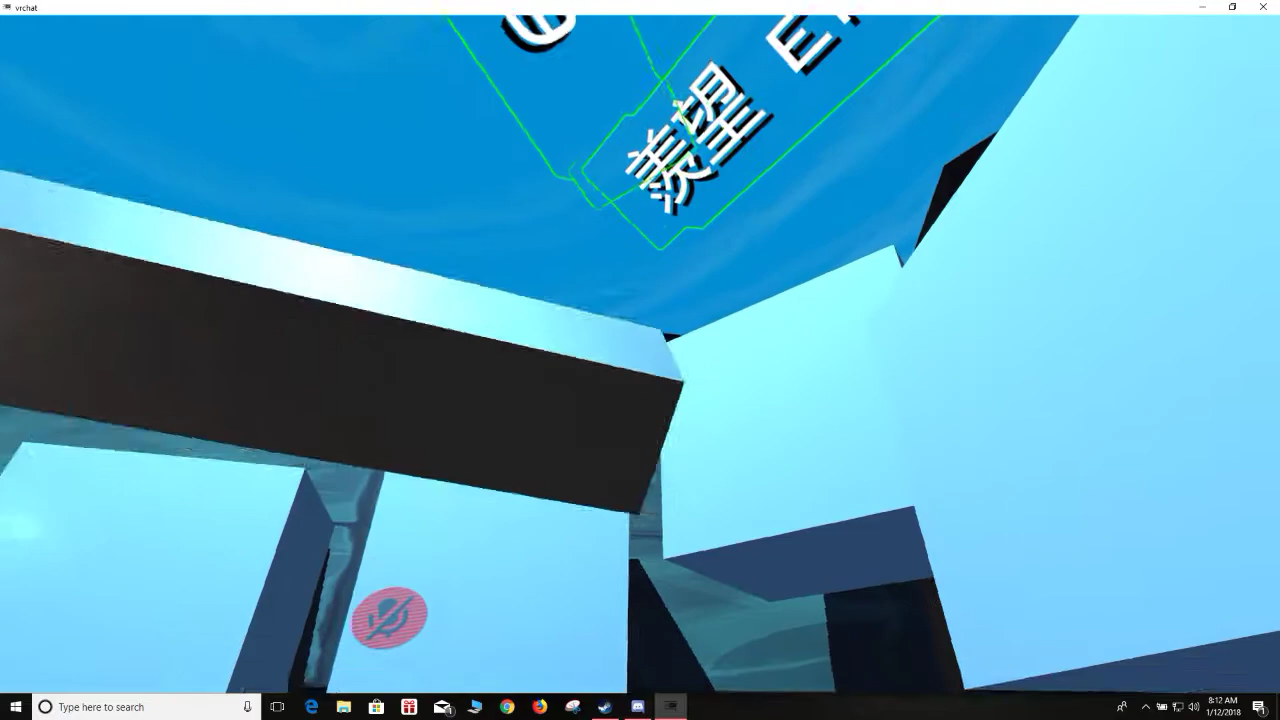 vrchat
羨望
Type here to search
8:12 AM
1/12/2018